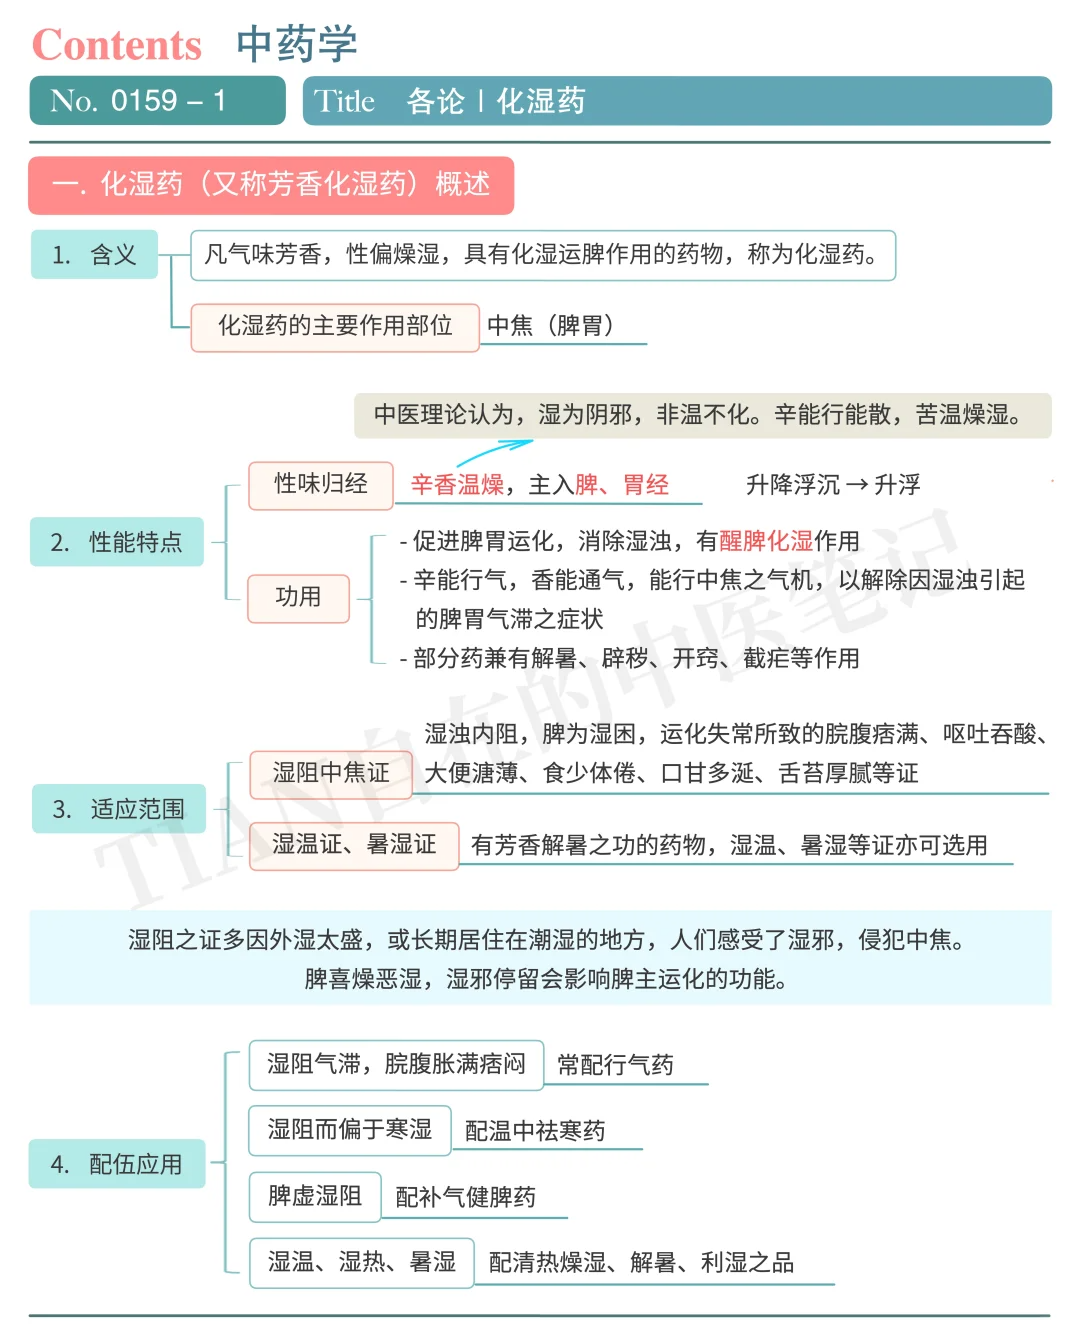 Contents 中药学
No. 0159 – 1
Title 各论 | 化湿药
一. 化湿药（又称芳香化湿药）概述
1. 含义
凡气味芳香，性偏燥湿，具有化湿运脾作用的药物，称为化湿药。
化湿药的主要作用部位 中焦（脾胃）
中医理论认为，湿为阴邪，非温不化。辛能行能散，苦温燥湿。
性味归经 辛香温燥，主入脾、胃经 升降浮沉 → 升浮
2. 性能特点
功用
- 促进脾胃运化，消除湿浊，有醒脾化湿作用
- 辛能行气，香能通气，能行中焦之气机，以解除因湿浊引起
的脾胃气滞之症状
- 部分药兼有解暑、辟秽、开窍、截疟等作用
3. 适应范围
湿阻中焦证
湿浊内阻，脾为湿困，运化失常所致的脘腹痞满、呕吐吞酸、
大便溏薄、食少体倦、口甘多涎、舌苔厚腻等证
湿温证、暑湿证 有芳香解暑之功的药物，湿温、暑湿等证亦可选用
湿阻之证多因外湿太盛，或长期居住在潮湿的地方，人们感受了湿邪，侵犯中焦。
脾喜燥恶湿，湿邪停留会影响脾主运化的功能。
4. 配伍应用
湿阻气滞，脘腹胀满痞闷 常配行气药
湿阻而偏于寒湿 配温中祛寒药
脾虚湿阻 配补气健脾药
湿温、湿热、暑湿 配清热燥湿、解暑、利湿之品
TIAN自在的中医笔记